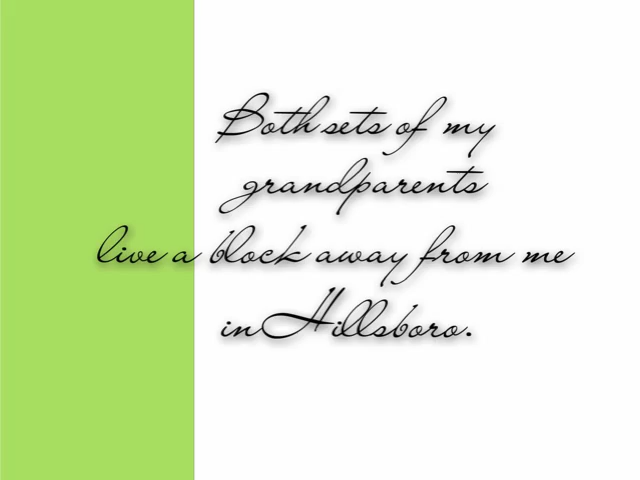 Both sets of my
grandparents
live a block away from me
in Hillsboro.